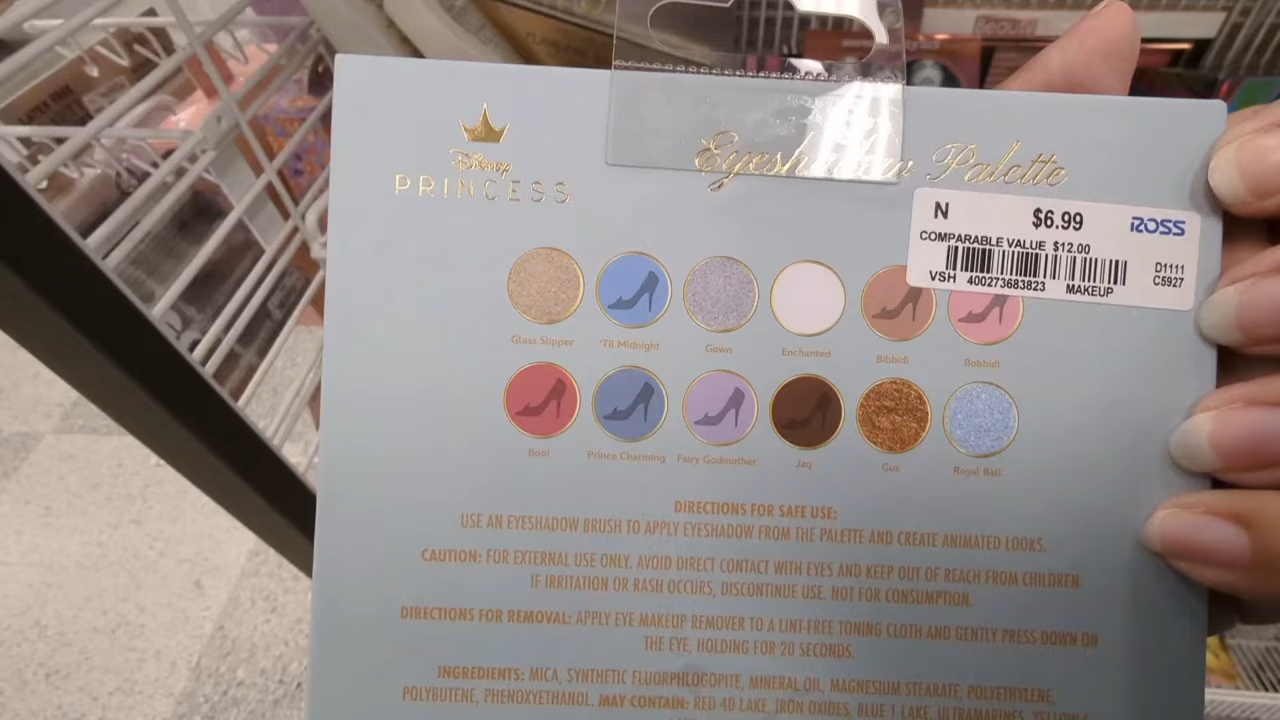 Disney
PRINCESS
Eyeshadow Palette
N
$6.99
ROSS
COMPARABLE VALUE $12.00
D1111
C5927
VSH 400273683823 MAKEUP
Glass Slipper
'Til Midnight
Gown
Enchanted
Bibbidi
Bobbidi
Boo!
Prince Charming
Fairy Godmother
Jaq
Gus
Royal Ball
DIRECTIONS FOR SAFE USE:
USE AN EYESHADOW BRUSH TO APPLY EYESHADOW FROM THE PALETTE AND CREATE ANIMATED LOOKS.
CAUTION: FOR EXTERNAL USE ONLY. AVOID DIRECT CONTACT WITH EYES AND KEEP OUT OF REACH FROM CHILDREN.
IF IRRITATION OR RASH OCCURS, DISCONTINUE USE. NOT FOR CONSUMPTION.
DIRECTIONS FOR REMOVAL: APPLY EYE MAKEUP REMOVER TO A LINT-FREE TONING CLOTH AND GENTLY PRESS DOWN ON
THE EYE, HOLDING FOR 20 SECONDS.
INGREDIENTS: MICA, SYNTHETIC FLUORPHLOGOPITE, MINERAL OIL, MAGNESIUM STEARATE, POLYETHYLENE,
POLYBUTENE, PHENOXYETHANOL. MAY CONTAIN: RED 40 LAKE, IRON OXIDES, BLUE 1 LAKE, ULTRAMARINES,